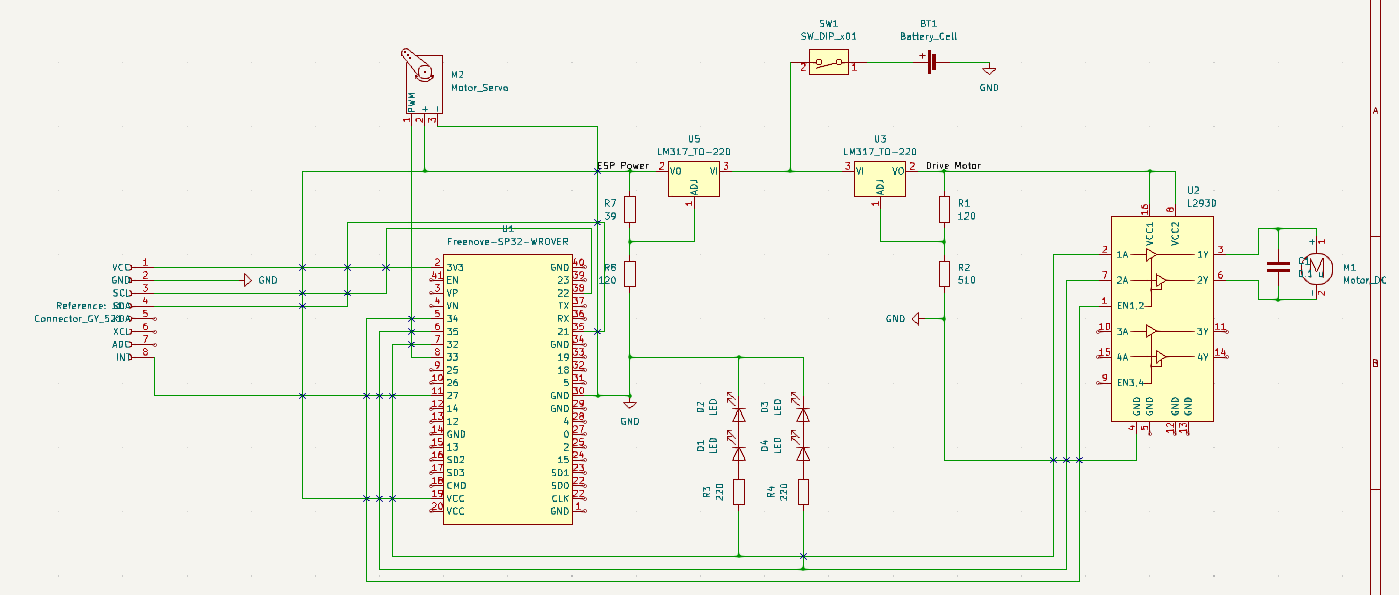 SW1
SW_DIP_x01
2
1
BT1
Battery_Cell
+
GND
M2
Motor_Servo
PWM
+
-
1
2
3
ESP Power
U5
LM317_TO-220
2
VO
VI
3
ADJ
1
U3
LM317_TO-220
3
VI
VO
2
ADJ
1
Drive Motor
R7
39
R6
120
R1
120
R2
510
GND
U2
L293D
16
8
VCC1
VCC2
2
1A
1Y
3
7
2A
2Y
6
1
EN1,2
10
3A
3Y
11
15
4A
4Y
14
9
EN3,4
GND
GND
GND
GND
4
5
12
13
C1
0.1 u
+
1
M
-
2
M1
Motor_DC
VCC
1
GND
2
GND
SCL
3
Reference:
4
Connector_GY_521
5
XCL
6
ADC
7
INT
8
U1
Freenove-SP32-WROVER
2
3V3
GND
40
41
EN
23
39
3
VP
22
38
4
VN
TX
37
5
34
RX
36
6
35
21
35
7
32
GND
34
8
33
19
33
9
25
18
32
10
26
5
31
11
27
GND
30
12
14
GND
29
13
12
4
28
14
GND
0
27
15
13
2
25
16
SD2
15
24
17
SD3
SD1
23
18
CMD
SD0
22
19
VCC
CLK
22
20
VCC
GND
1
GND
D2
LED
D3
LED
D1
LED
D4
LED
R3
220
R4
220
A
B